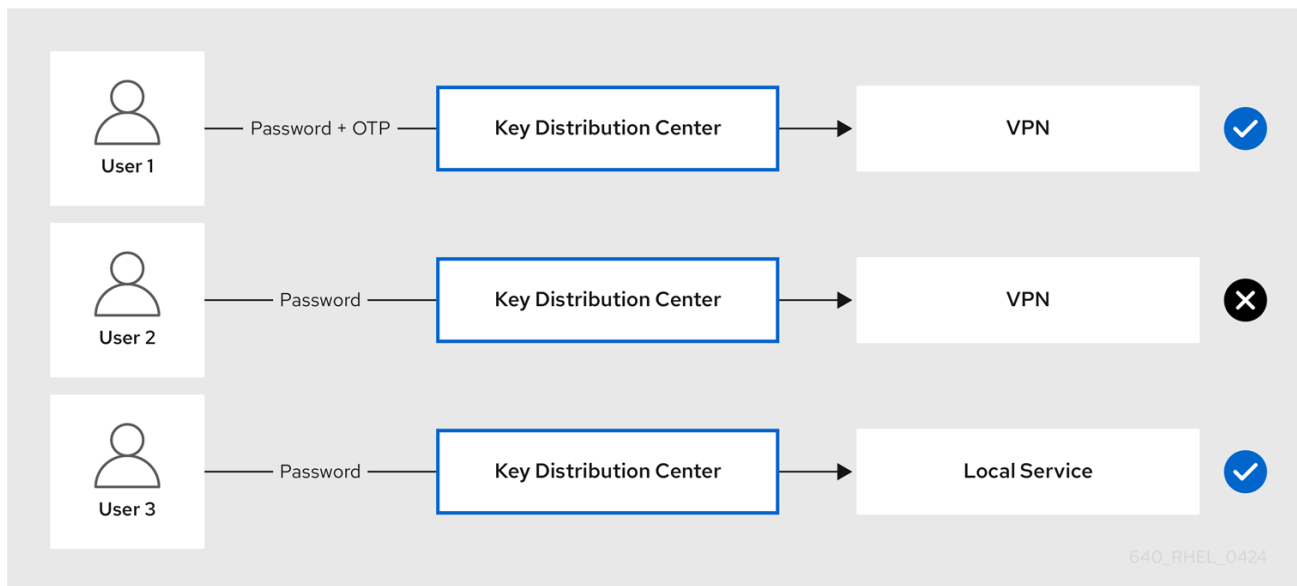 User 1
Password + OTP
Key Distribution Center
VPN
User 2
Password
Key Distribution Center
VPN
User 3
Password
Key Distribution Center
Local Service
640_RHEL_0424